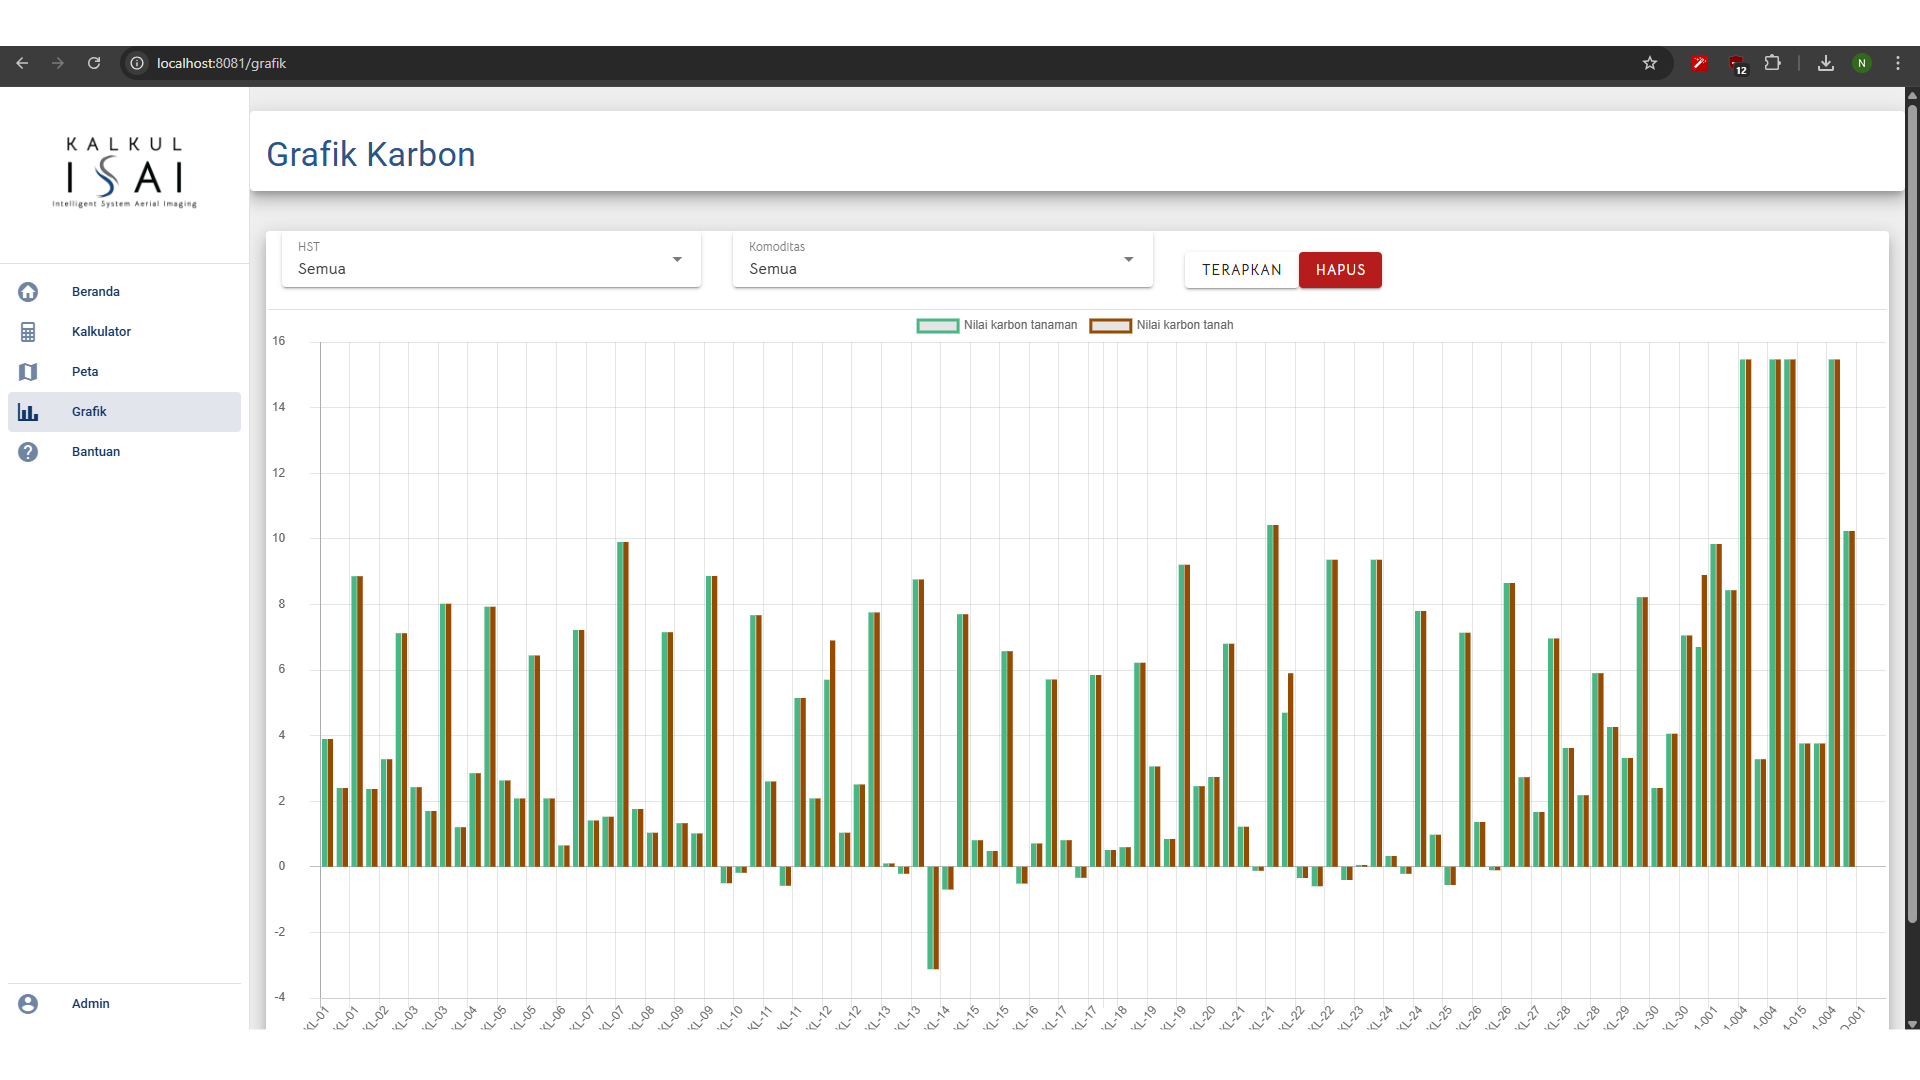 localhost:8081/grafik
12
N
KALKUL
ISAI
Intelligent System Aerial Imaging
Grafik Karbon
HST
Semua
Komoditas
Semua
TERAPKAN
HAPUS
Beranda
Kalkulator
Peta
Grafik
Bantuan
Admin
Nilai karbon tanaman
Nilai karbon tanah
16
14
12
10
8
6
4
2
0
-2
-4
KL-01
KL-01
KL-02
KL-03
KL-03
KL-04
KL-05
KL-05
KL-06
KL-07
KL-07
KL-08
KL-09
KL-09
KL-10
KL-11
KL-11
KL-12
KL-12
KL-13
KL-13
KL-14
KL-15
KL-15
KL-16
KL-17
KL-17
KL-18
KL-19
KL-19
KL-20
KL-21
KL-21
KL-22
KL-22
KL-23
KL-24
KL-24
KL-25
KL-26
KL-26
KL-27
KL-28
KL-28
KL-29
KL-30
KL-30
1-001
1-004
1-004
1-015
1-004
0-001